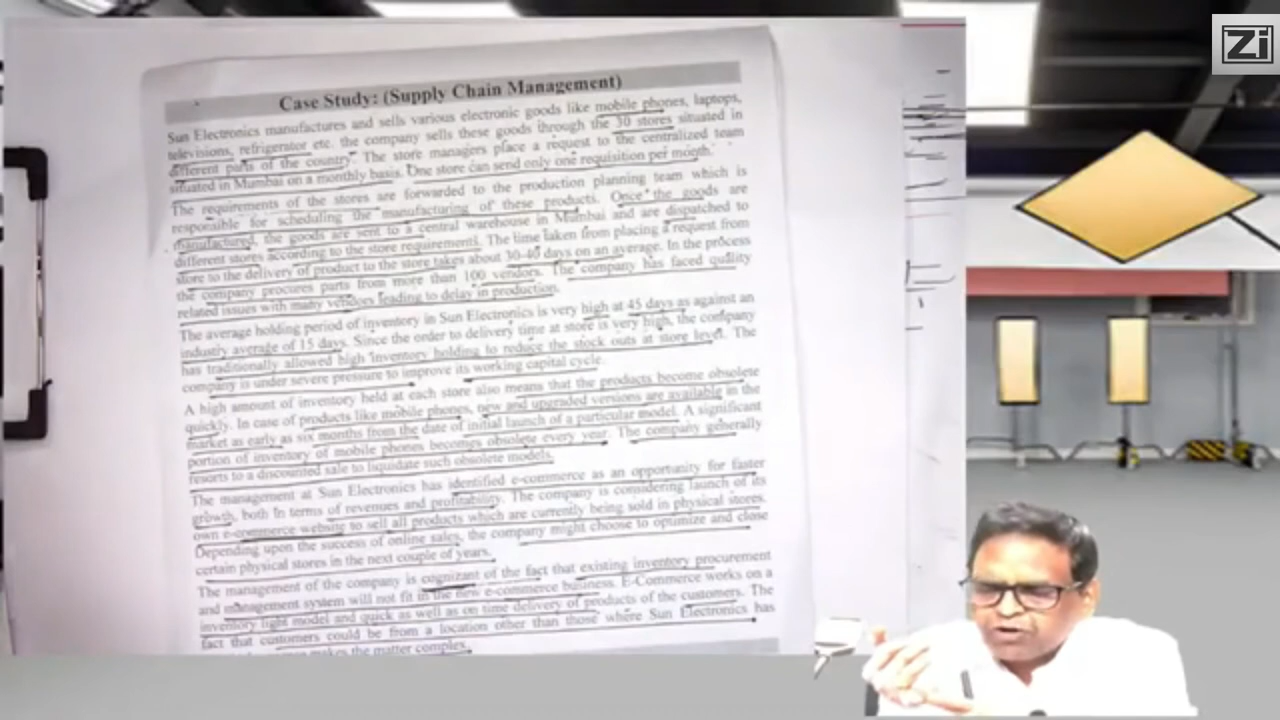 Zi
Case Study: (Supply Chain Management)
Sun Electronics manufactures and sells various electronic goods like mobile phones, laptops,
televisions, refrigerator etc. the company sells these goods through the 30 stores situated in
different parts of the country. The store managers place a request to the centralized team
situated in Mumbai on a monthly basis. One store can send only one requisition per month.
The requirements of the stores are forwarded to the production planning team which is
responsible for scheduling the manufacturing of these products. Once the goods are
manufactured, the goods are sent to a central warehouse in Mumbai and are dispatched to
different stores according to the store requirements. The time taken from placing a request from
store to the delivery of product to the store takes about 30-40 days on an average. In the process
the company procures parts from more than 100 vendors. The company has faced quality
related issues with many vendors leading to delay in production.
The average holding period of inventory in Sun Electronics is very high at 45 days as against an
industry average of 15 days. Since the order to delivery time at store is very high, the company
has traditionally allowed high inventory holding to reduce the stock outs at store level. The
company is under severe pressure to improve its working capital cycle.
A high amount of inventory held at each store also means that the products become obsolete
quickly. In case of products like mobile phones, new and upgraded versions are available in the
market as early as six months from the date of initial launch of a particular model. A significant
portion of inventory of mobile phones becomes obsolete every year. The company generally
resorts to a discounted sale to liquidate such obsolete models.
The management at Sun Electronics has identified e-commerce as an opportunity for faster
growth, both in terms of revenues and profitability. The company is considering launch of its
own e-commerce website to sell all products which are currently being sold in physical stores.
Depending upon the success of online sales, the company might choose to optimize and close
certain physical stores in the next couple of years.
The management of the company is cognizant of the fact that existing inventory procurement
and management system will not fit in the new e-commerce business. E-Commerce works on a
inventory light model and quick as well as on time delivery of products of the customers. The
fact that customers could be from a location other than those where Sun Electronics has
makes the matter complex.